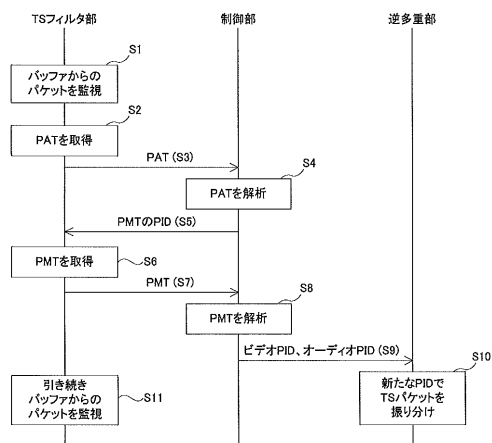 TSフィルタ部
制御部
逆多重部
S1
バッファからの
パケットを監視
S2
PATを取得
PAT (S3)
S4
PATを解析
PMTのPID (S5)
PMTを取得
S6
PMT (S7)
S8
PMTを解析
ビデオPID、オーディオPID (S9)
S10
新たなPIDで
TSパケットを
振り分け
引き続き
バッファからの
パケットを監視
S11